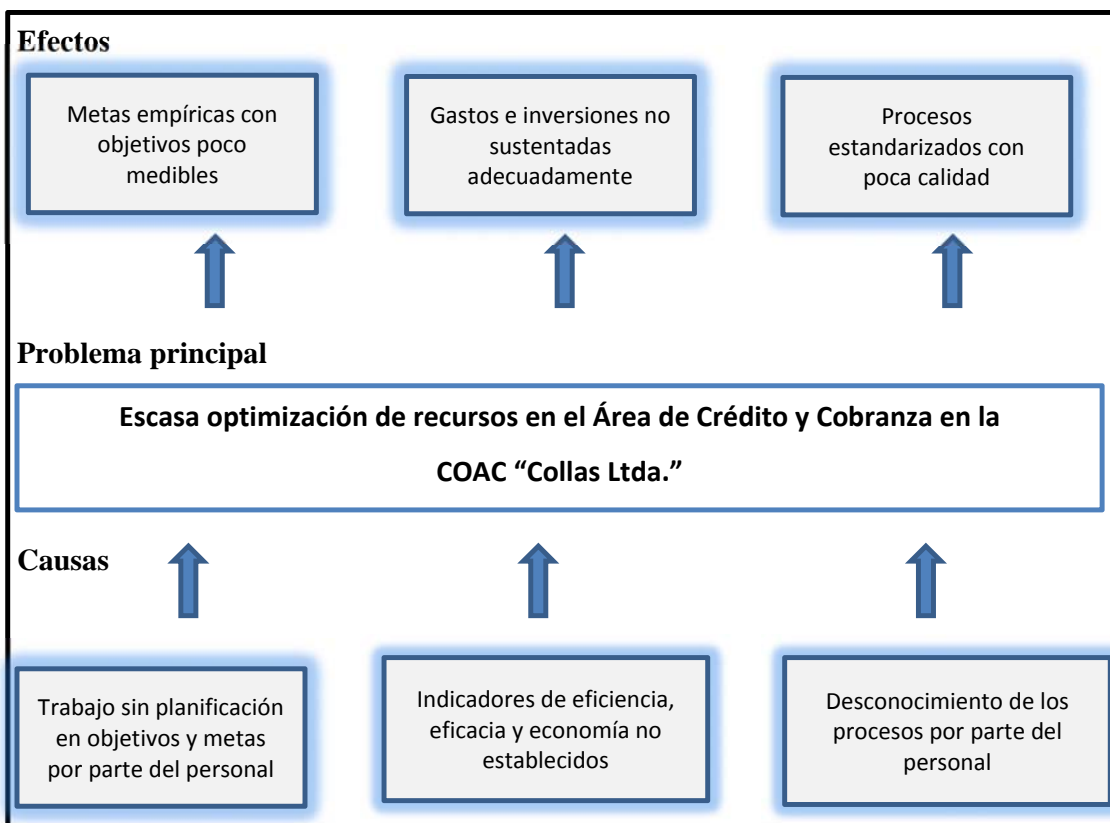 Efectos
Metas empíricas con
objetivos poco
medibles
Gastos e inversiones no
sustentadas
adecuadamente
Procesos
estandarizados con
poca calidad
Problema principal
Escasa optimización de recursos en el Área de Crédito y Cobranza en la
COAC “Collas Ltda.”
Causas
Trabajo sin planificación
en objetivos y metas
por parte del personal
Indicadores de eficiencia,
eficacia y economía no
establecidos
Desconocimiento de los
procesos por parte del
personal